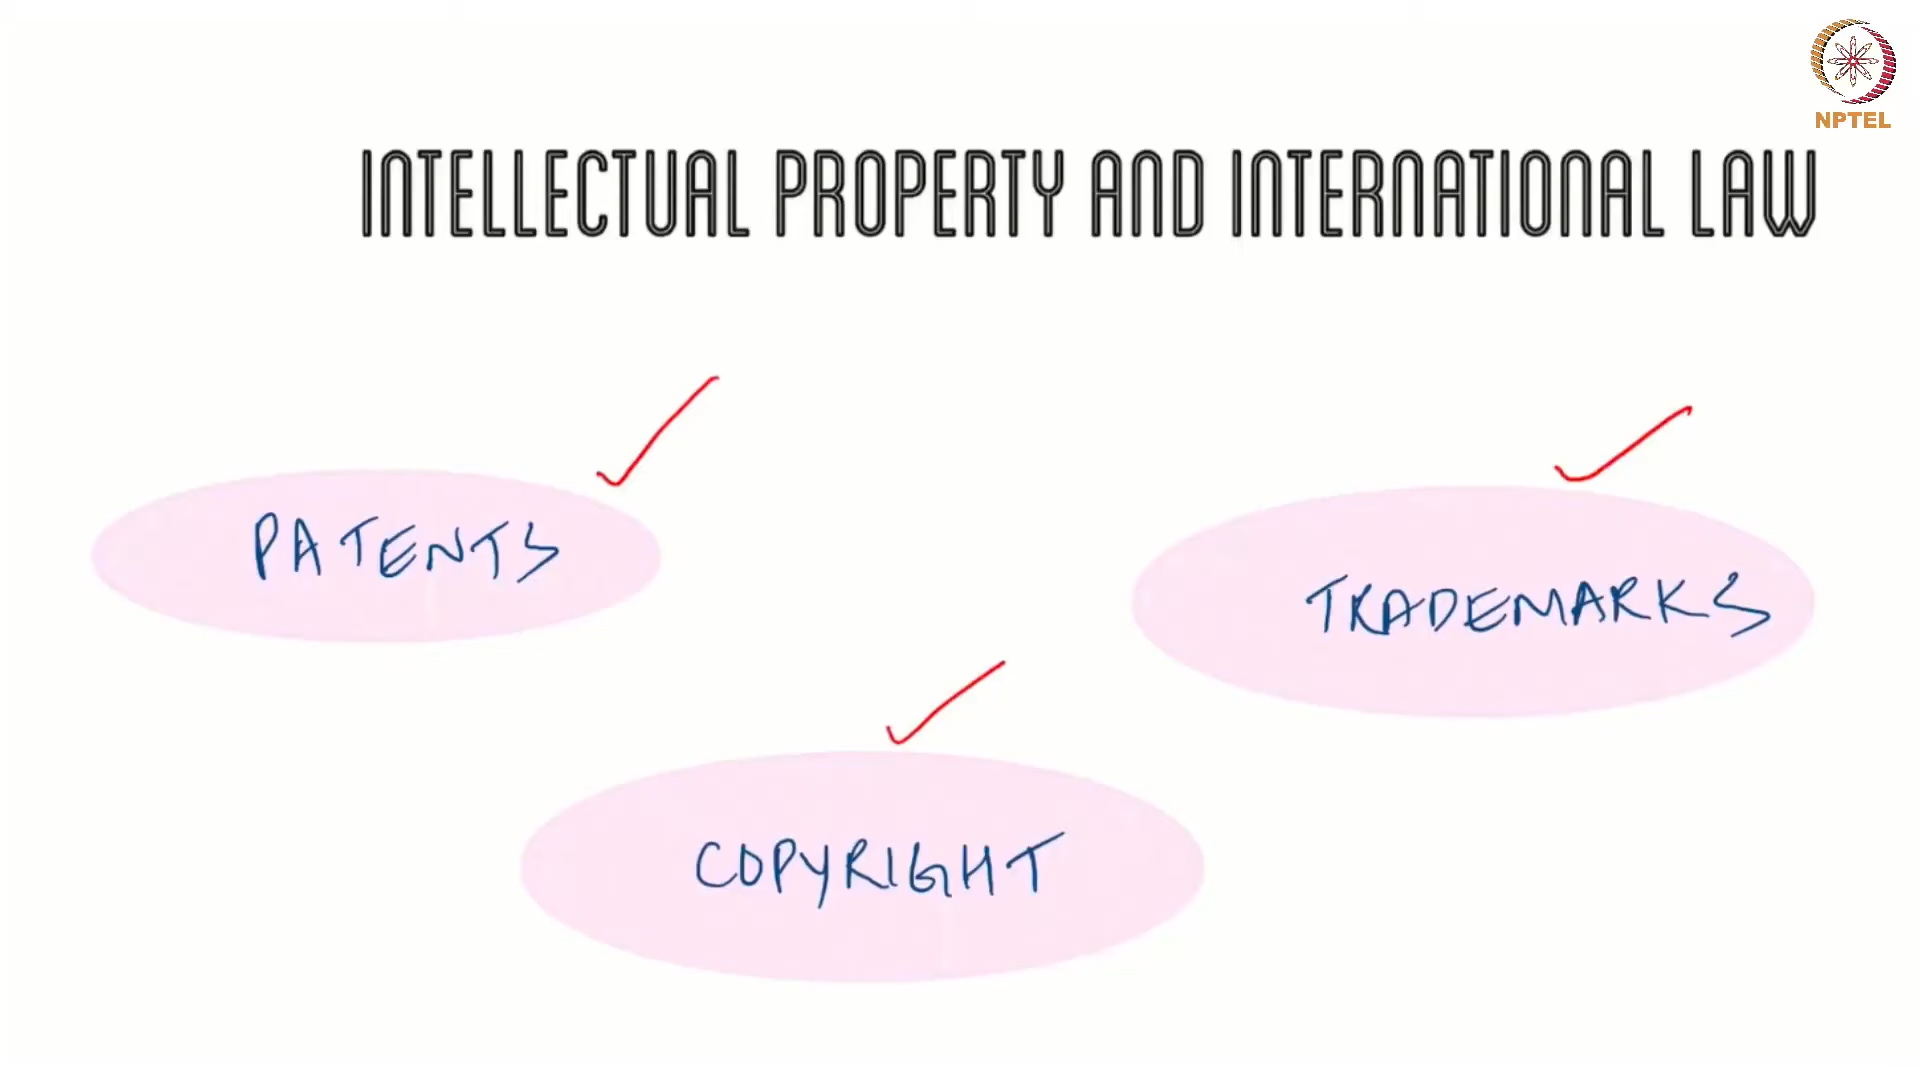 NPTEL
INTELLECTUAL PROPERTY AND INTERNATIONAL LAW
PATENTS
TRADEMARKS
COPYRIGHT